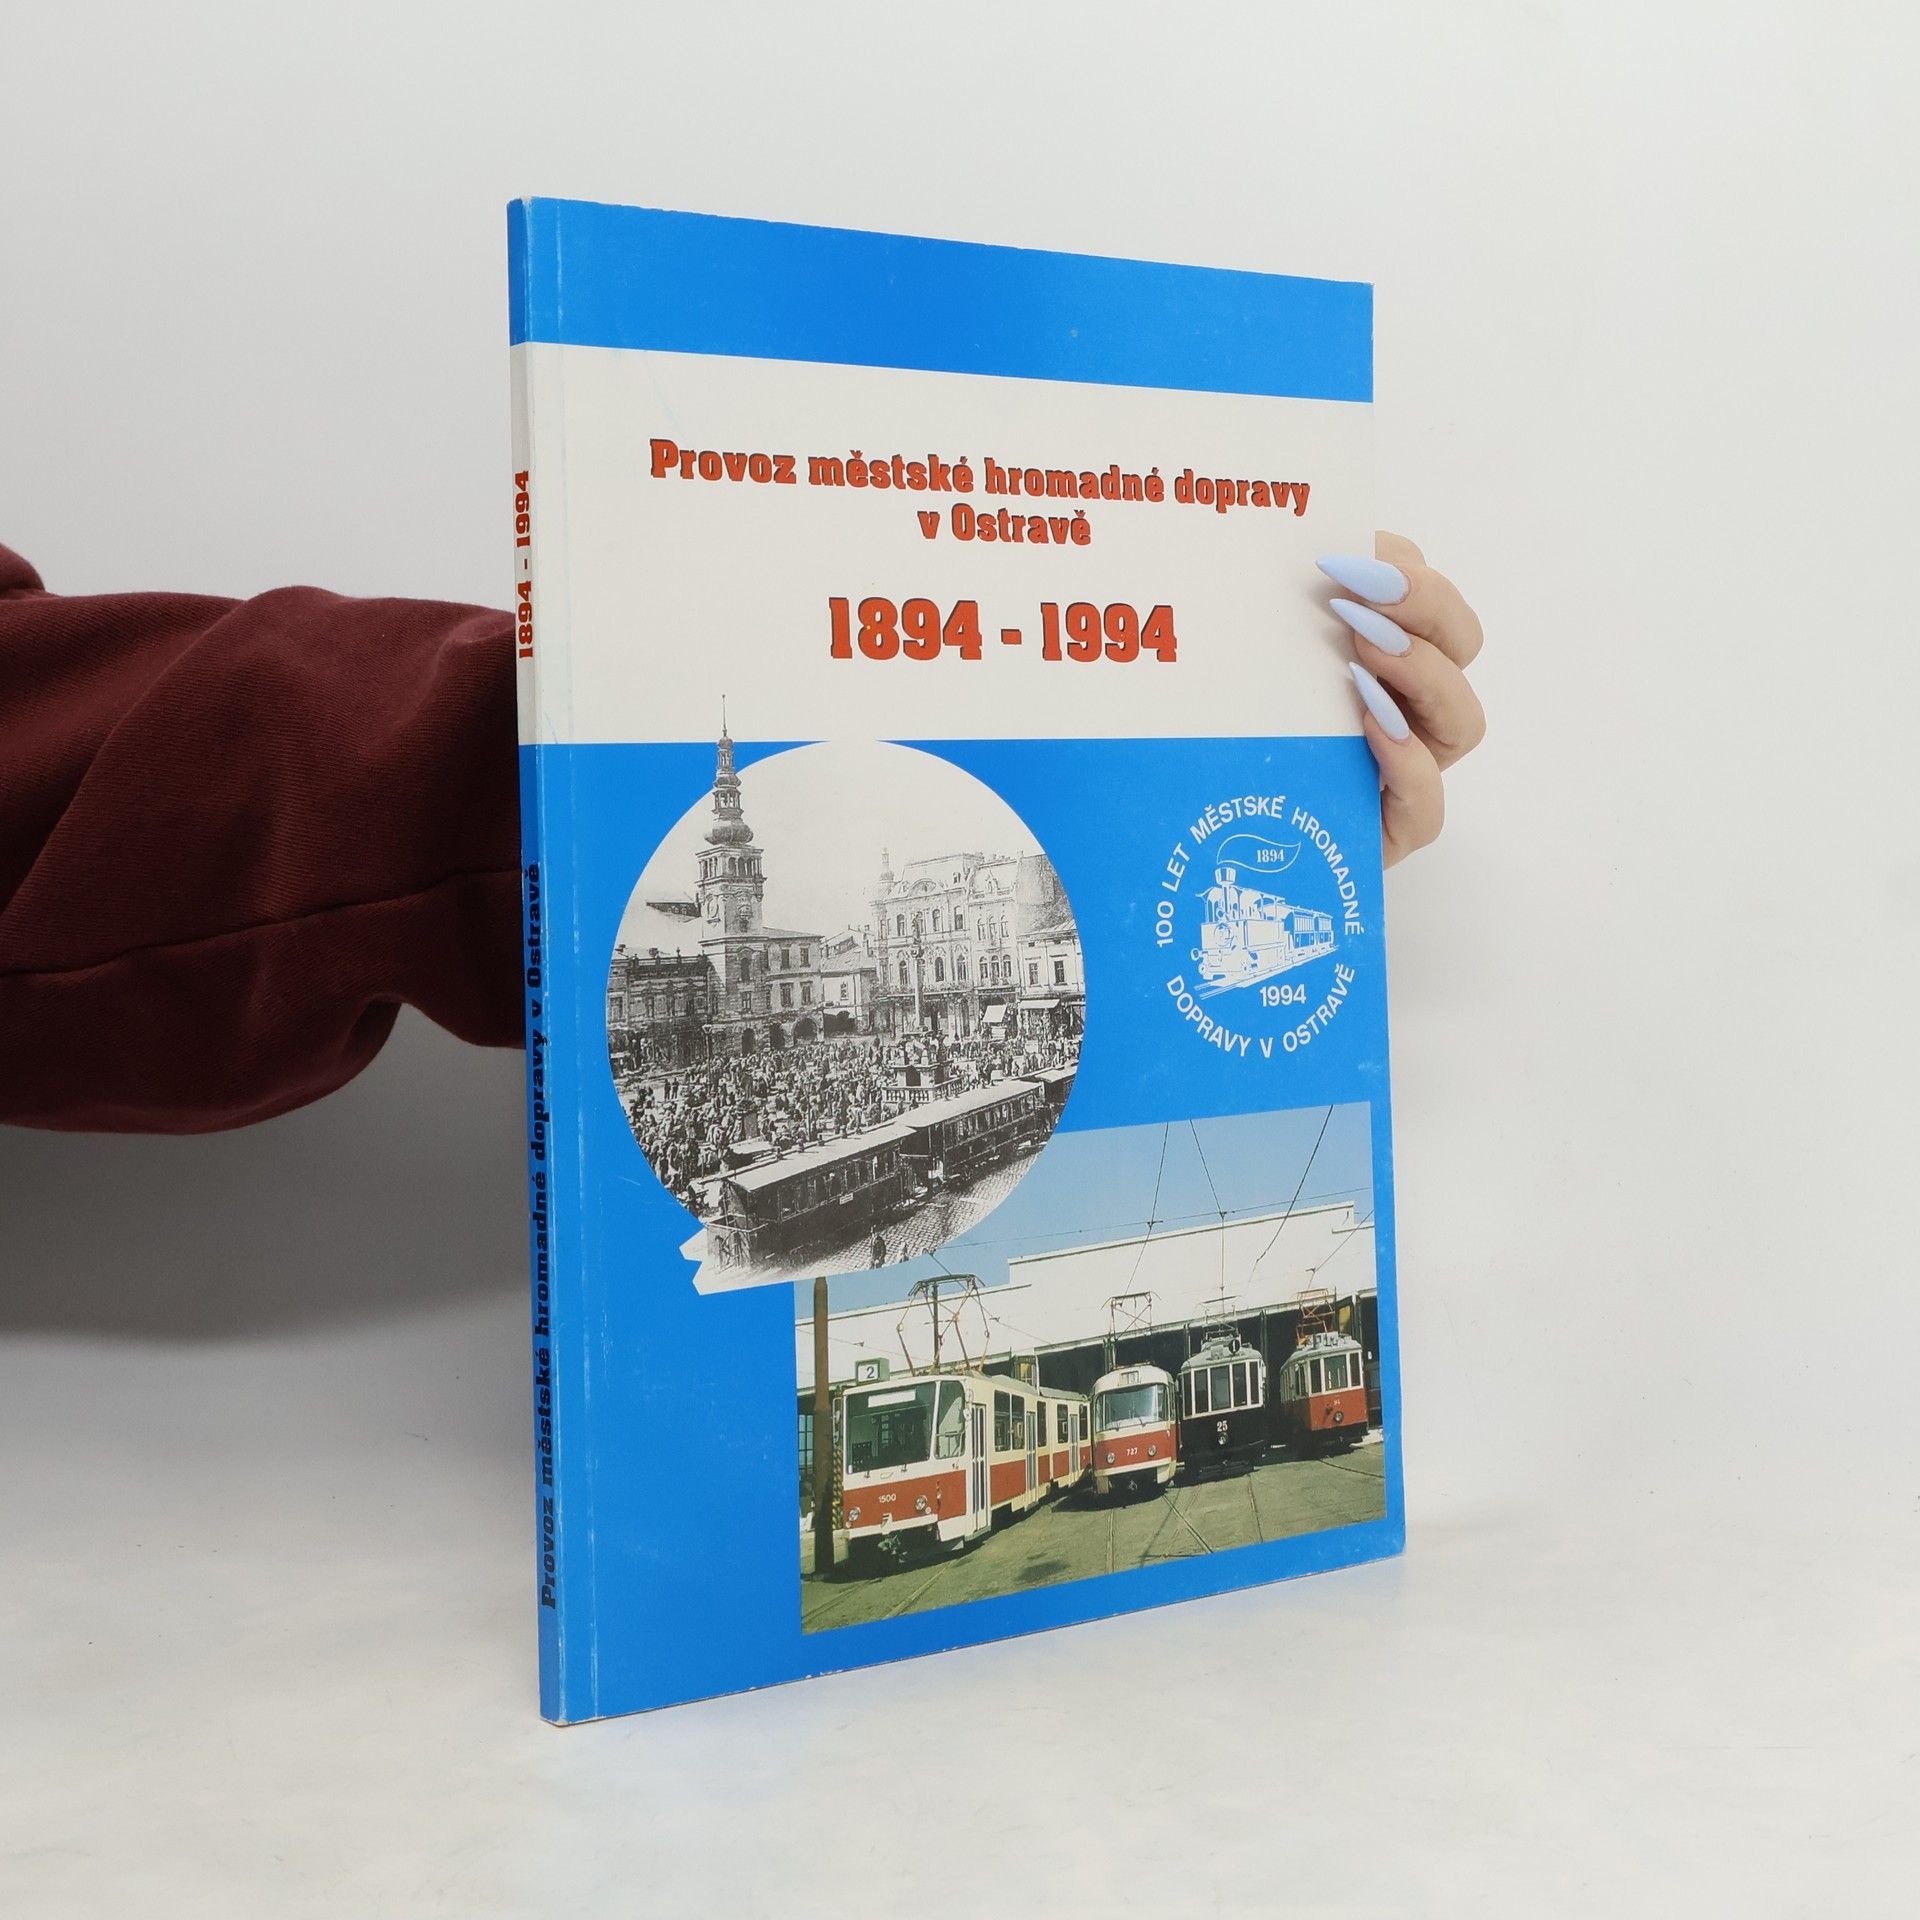 Provoz městské hromadné dopravy
v Ostravě
1894 - 1994
1894 - 1994
Provoz městské hromadné dopravy v Ostravě
100 LET MĚSTSKÉ HROMADNÉ
DOPRAVY V OSTRAVĚ
1894
1994
2
1500
727
25